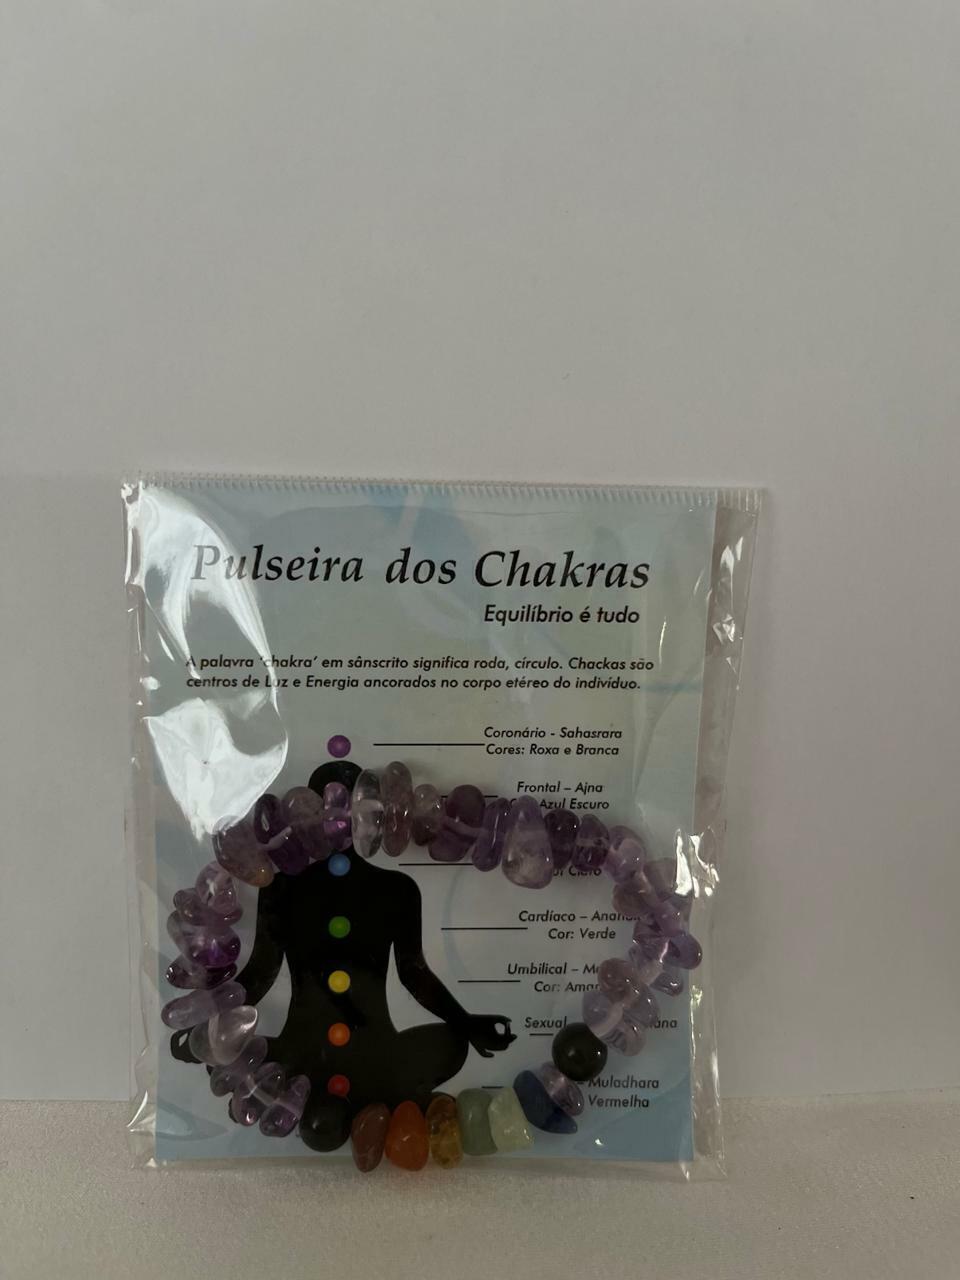 Pulseira dos Chakras
Equilíbrio é tudo
A palavra 'chakra' em sânscrito significa roda, círculo. Chackas são
centros de Luz e Energia ancorados no corpo etéreo do indivíduo.
Coronário - Sahasrara
Cores: Roxa e Branca
Frontal – Ajna
Azul Escuro
Claro
Cardíaco –
Cor: Verde
Umbilical –
Cor:
Sexual
– Muladhara
Vermelha